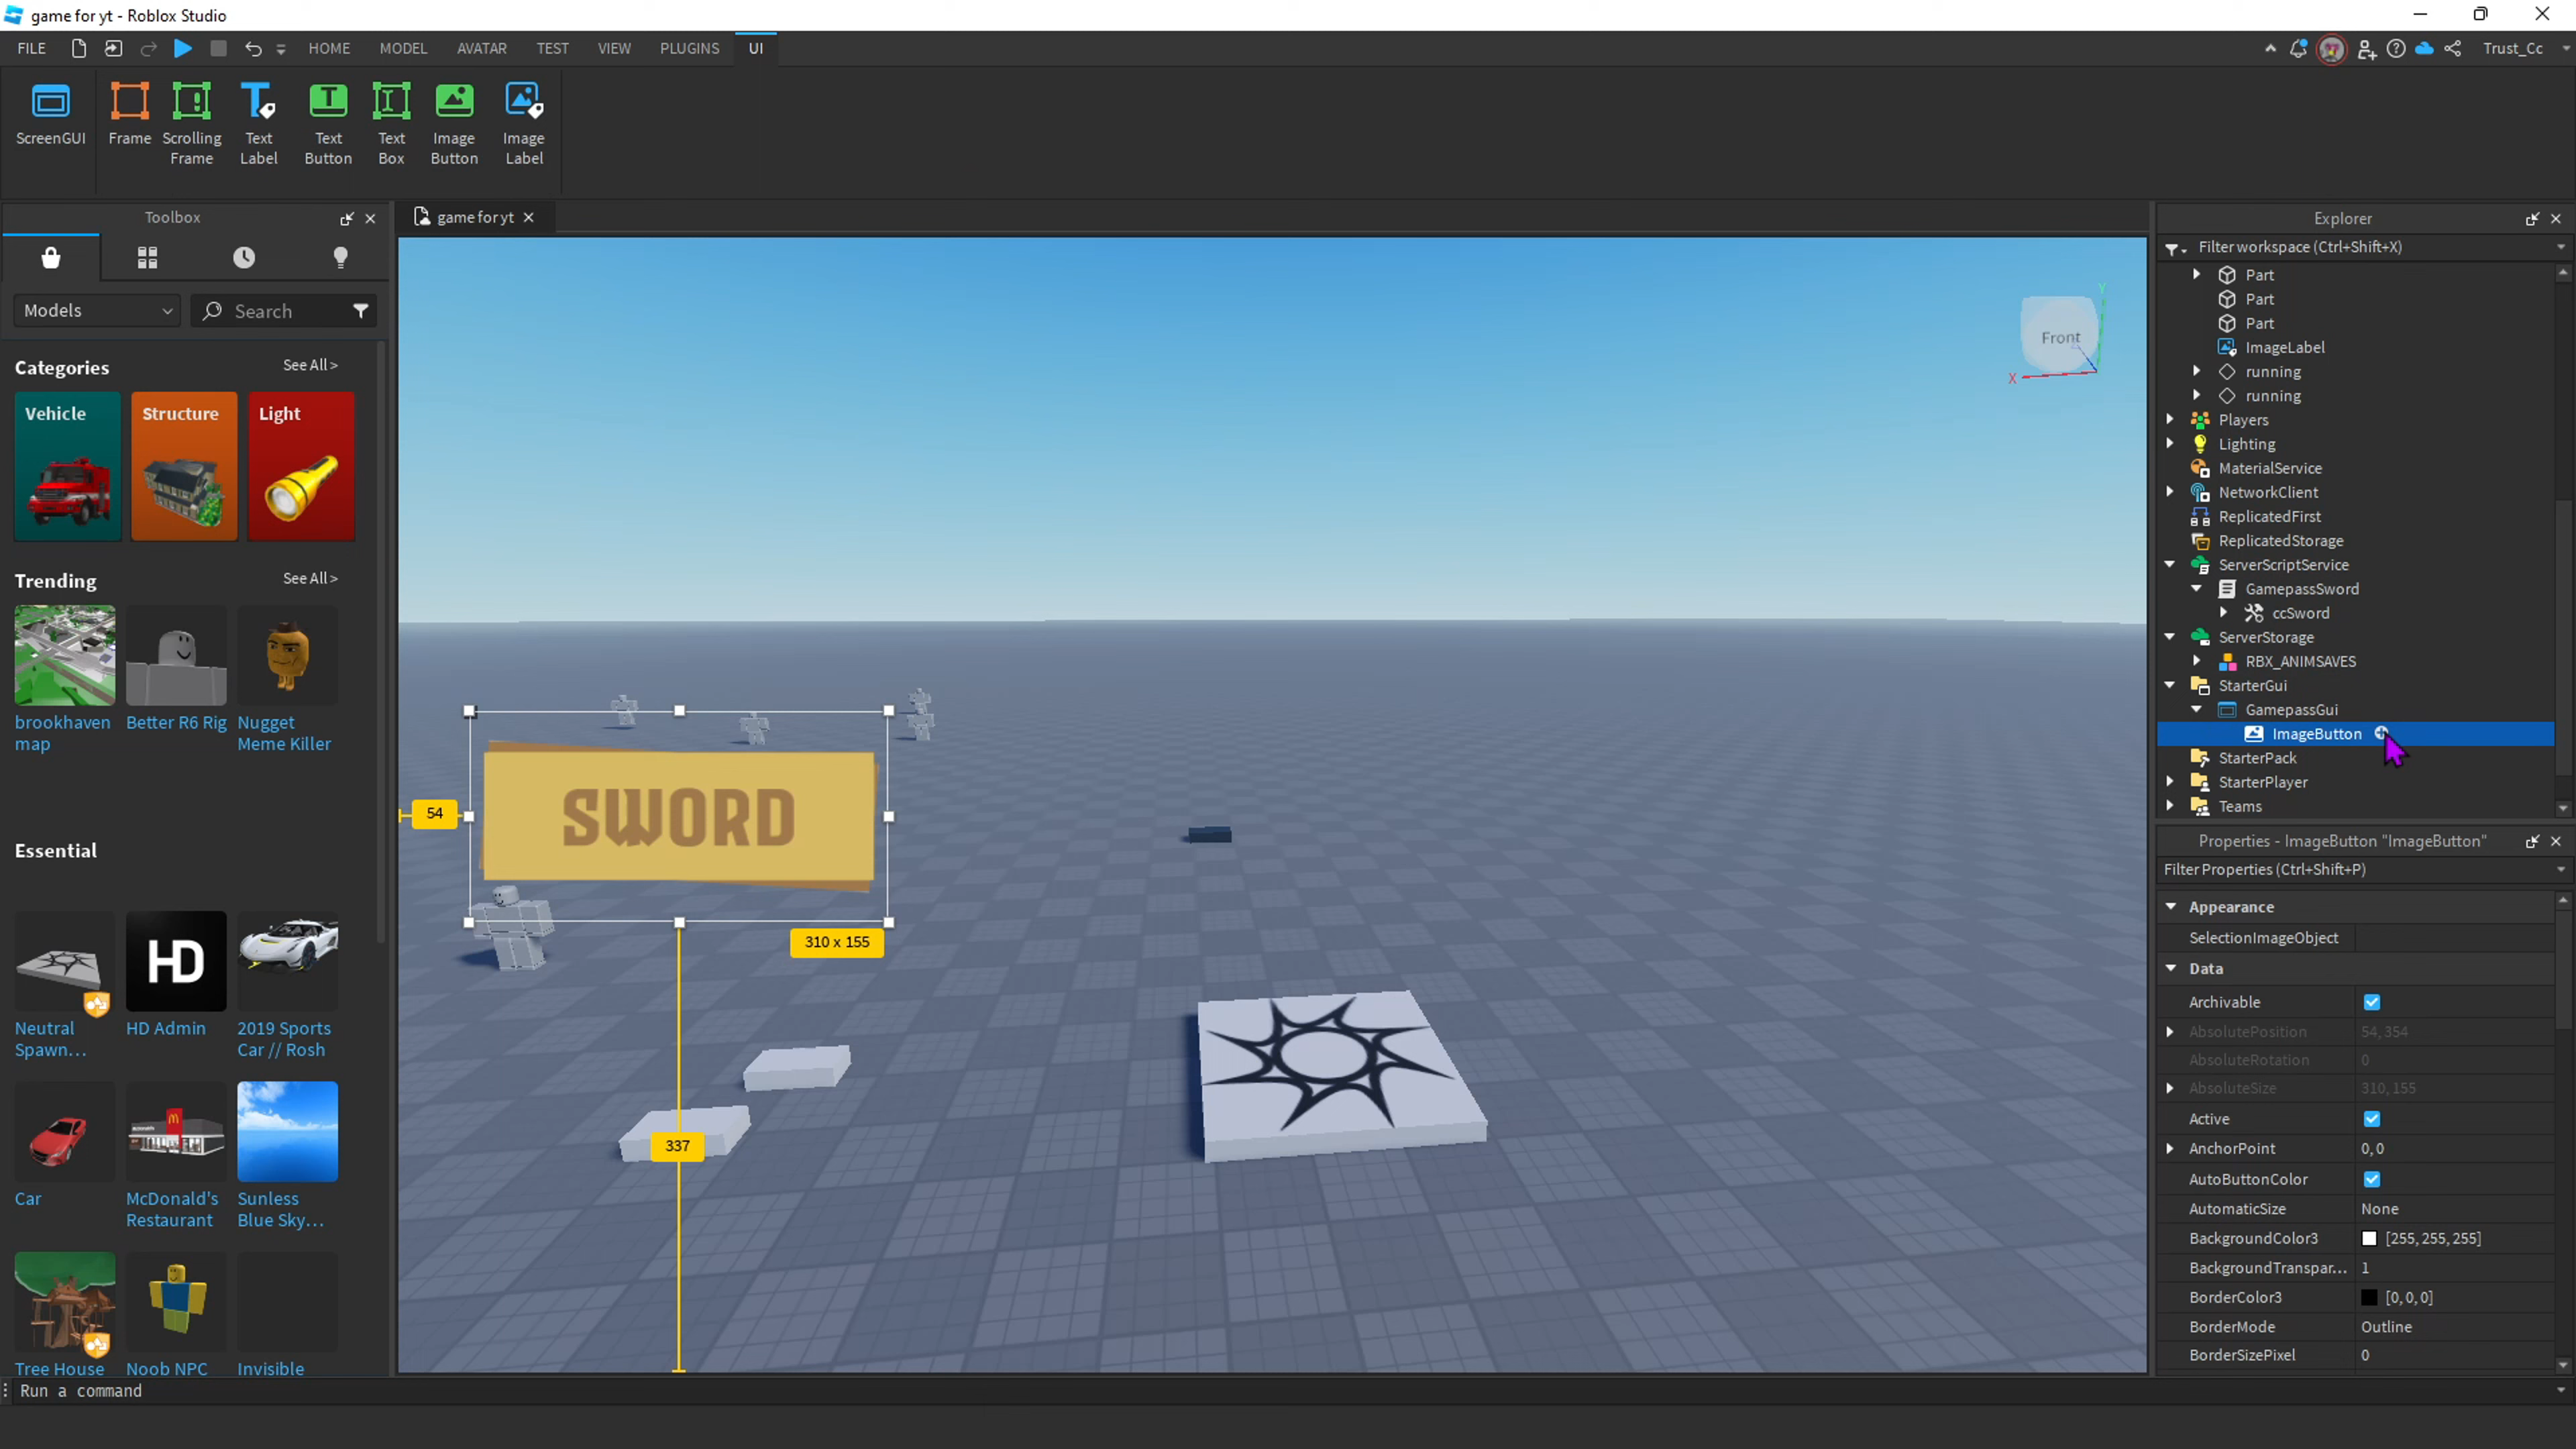 game for yt - Roblox Studio
FILE HOME MODEL AVATAR TEST VIEW PLUGINS UI Trust_Cc
ScreenGUI
Frame
Scrolling
Frame
Text
Label
Text
Button
Text
Box
Image
Button
Image
Label
Toolbox
Models
Search
Categories See All >
Vehicle
Structure
Light
Trending See All >
brookhaven
map
Better R6 Rig
Nugget
Meme Killer
Essential
HD
Neutral
Spawn...
HD Admin
2019 Sports
Car // Rosh
Car
McDonald's
Restaurant
Sunless
Blue Sky...
Tree House
Noob NPC
Invisible
Run a command
game for yt
Front
Y
X
SWORD
54
310 x 155
337
Explorer
Filter workspace (Ctrl+Shift+X)
Part
Part
Part
ImageLabel
running
running
Players
Lighting
MaterialService
NetworkClient
ReplicatedFirst
ReplicatedStorage
ServerScriptService
GamepassSword
ccSword
ServerStorage
RBX_ANIMSAVES
StarterGui
GamepassGui
ImageButton
StarterPack
StarterPlayer
Teams
Properties - ImageButton "ImageButton"
Filter Properties (Ctrl+Shift+P)
Appearance
SelectionImageObject
Data
Archivable
AbsolutePosition 54, 354
AbsoluteRotation 0
AbsoluteSize 310, 155
Active
AnchorPoint 0, 0
AutoButtonColor
AutomaticSize None
BackgroundColor3 [255, 255, 255]
BackgroundTranspar... 1
BorderColor3 [0, 0, 0]
BorderMode Outline
BorderSizePixel 0